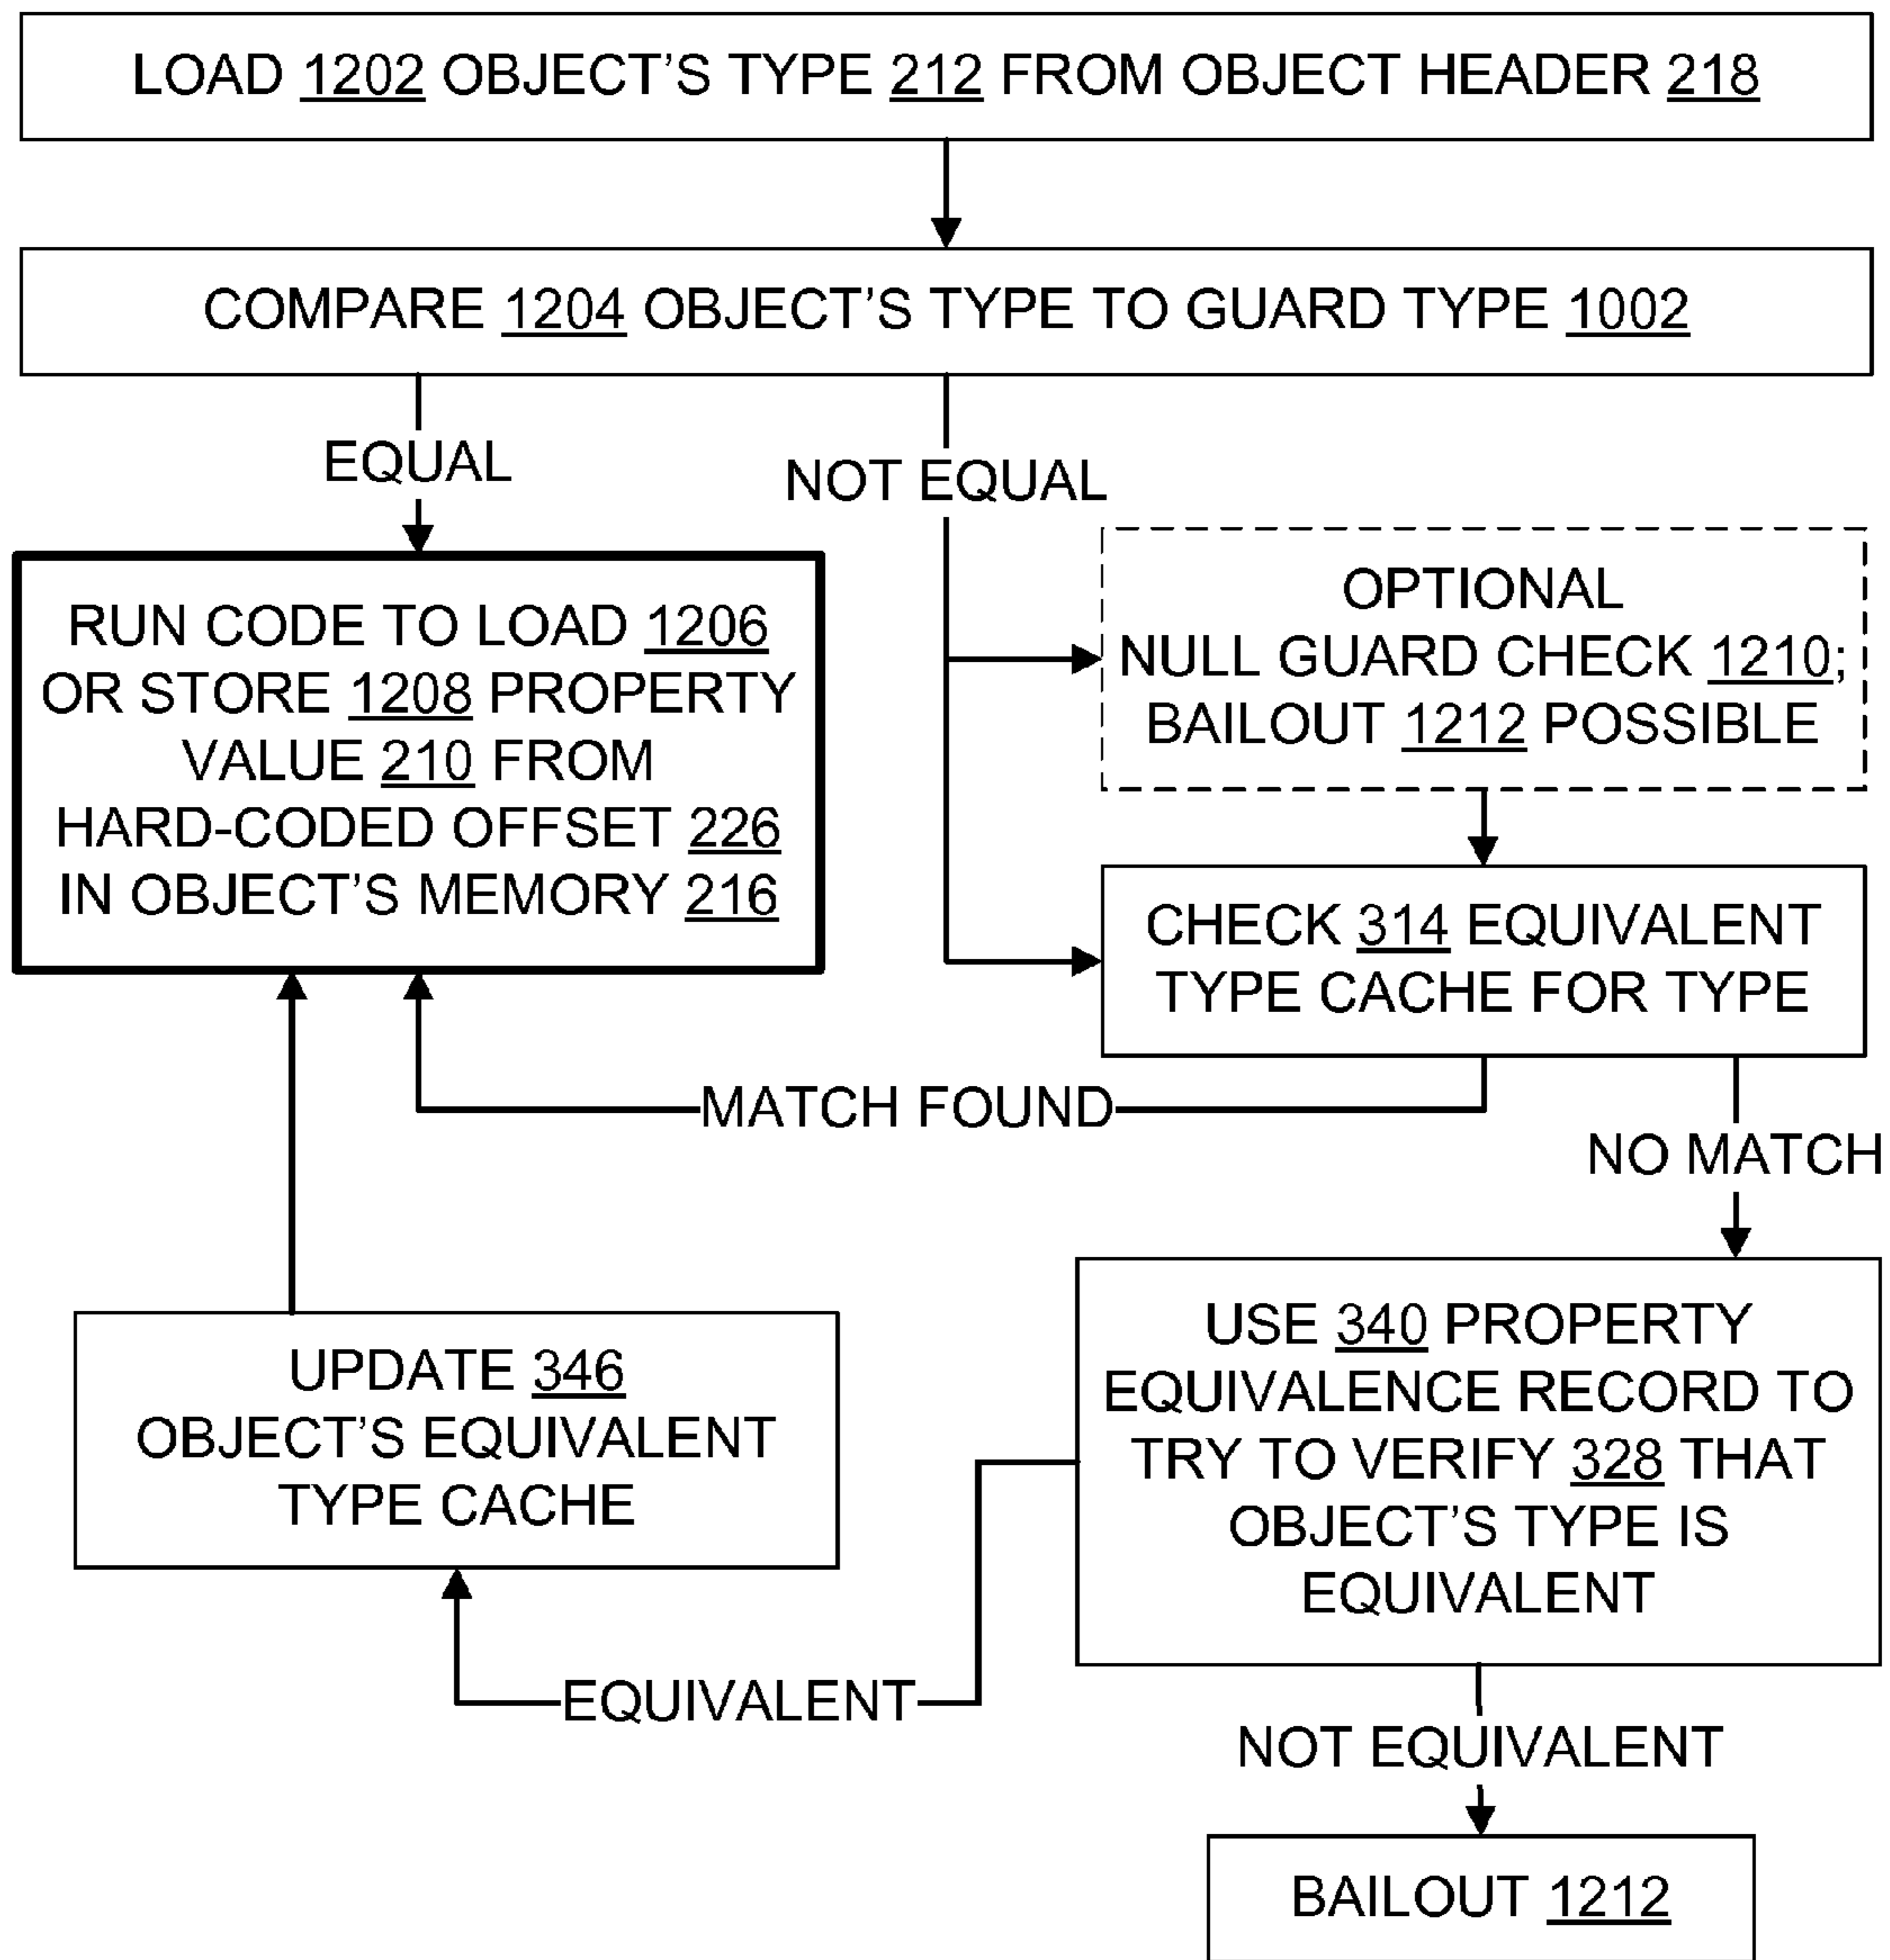 LOAD 1202 OBJECT'S TYPE 212 FROM OBJECT HEADER 218
COMPARE 1204 OBJECT'S TYPE TO GUARD TYPE 1002
EQUAL
NOT EQUAL
RUN CODE TO LOAD 1206
OR STORE 1208 PROPERTY
VALUE 210 FROM
HARD-CODED OFFSET 226
IN OBJECT'S MEMORY 216
OPTIONAL
NULL GUARD CHECK 1210;
BAILOUT 1212 POSSIBLE
CHECK 314 EQUIVALENT
TYPE CACHE FOR TYPE
MATCH FOUND
NO MATCH
USE 340 PROPERTY
EQUIVALENCE RECORD TO
TRY TO VERIFY 328 THAT
OBJECT'S TYPE IS
EQUIVALENT
UPDATE 346
OBJECT'S EQUIVALENT
TYPE CACHE
EQUIVALENT
NOT EQUIVALENT
BAILOUT 1212